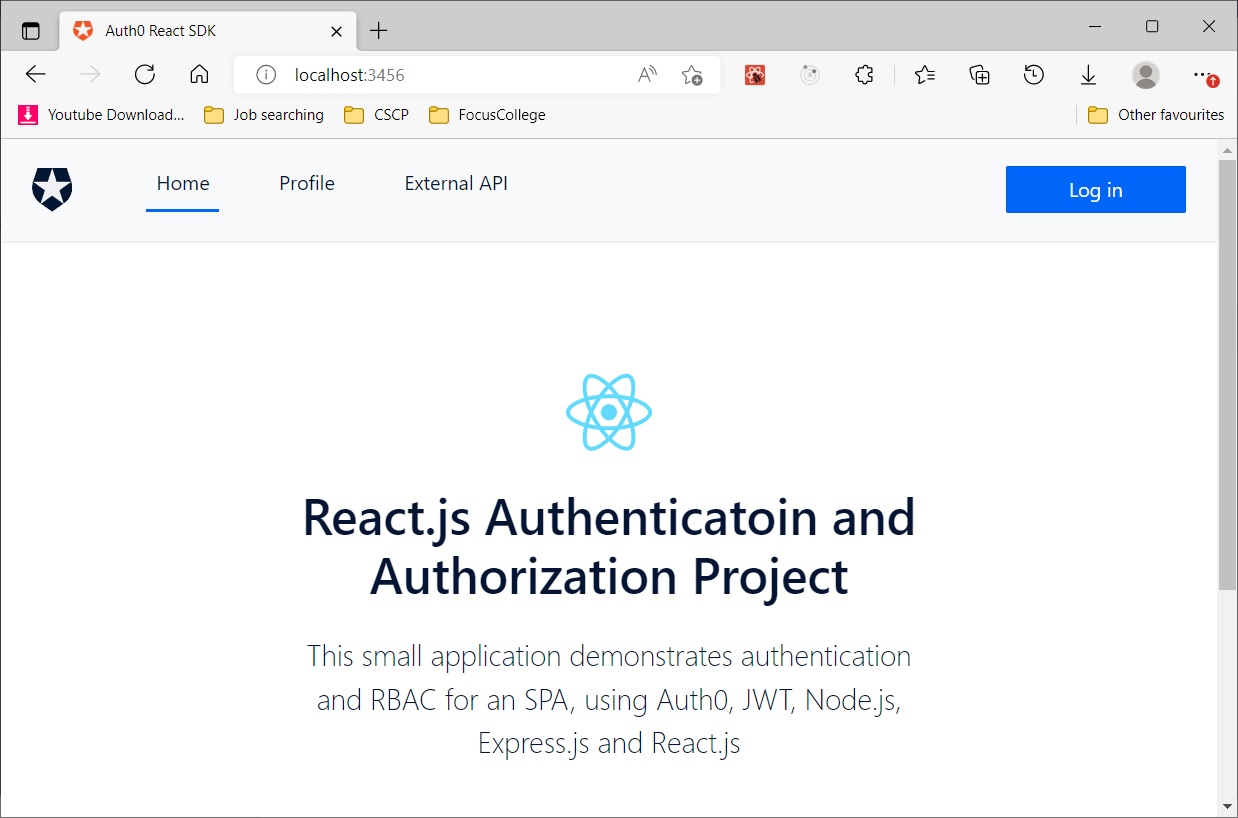 Auth0 React SDK
localhost:3456
Youtube Download... Job searching CSCP FocusCollege Other favourites
Home Profile External API Log in
React.js Authenticatoin and
Authorization Project
This small application demonstrates authentication
and RBAC for an SPA, using Auth0, JWT, Node.js,
Express.js and React.js